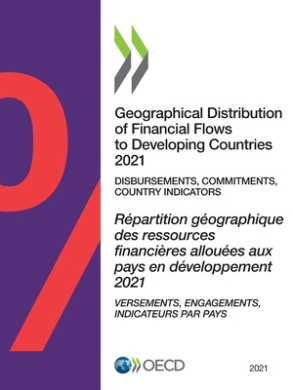 Geographical Distribution
of Financial Flows
to Developing Countries
2021
DISBURSEMENTS, COMMITMENTS,
COUNTRY INDICATORS
Répartition géographique
des ressources
financières allouées aux
pays en développement
2021
VERSEMENTS, ENGAGEMENTS,
INDICATEURS PAR PAYS
OECD
2021